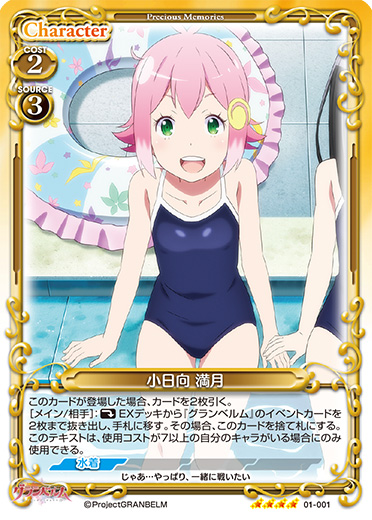 Precious Memories
Character
COST
2
SOURCE
3
小日向 満月
このカードが登場した場合、カードを2枚引く。
[メイン/相手]:EXデッキから『グランベルム』のイベントカードを
2枚まで抜き出し、手札に移す。その場合、このカードを捨て札にする。
このテキストは、使用コストが7以上の自分のキャラがいる場合にのみ
使用できる。
水着
じゃあ…やっぱり、一緒に戦いたい
グランベルム
©ProjectGRANBELM
01-001